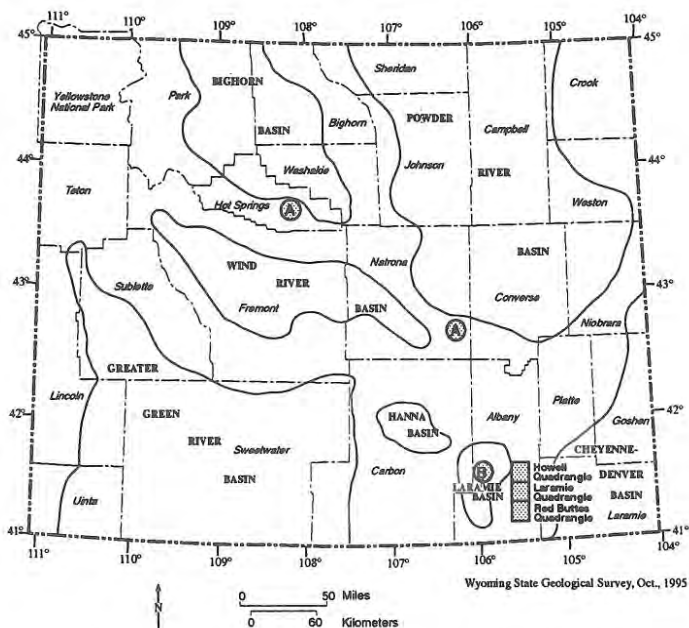 111° 110° 109° 108° 107° 106° 105° 104°
45° 45°
Sheridan
Crook
BIGHORN
Park
Yellowstone
National Park
POWDER
BASIN
Bighorn
Campbell
Johnson
44° 44°
Washakie
RIVER
Teton
Hot Springs
A
Weston
WIND
Natrona
BASIN
Sublette
43° 43°
RIVER
Fremont
BASIN
Converse
Niobrara
A
GREATER
Lincoln
42° 42°
GREEN
HANNA
BASIN
Albany
Platte
Goshen
RIVER
Sweetwater
CHEYENNE-
BASIN
Carbon
B
LARAMIE
BASIN
Howell
Quadrangle
Laramie
Quadrangle
Red Buttes
Quadrangle
DENVER
BASIN
Laramie
Uinta
41° 41°
111° 110° 109° 108° 107° 106° 105° 104°
Wyoming State Geological Survey, Oct., 1995
N
0 50 Miles
0 60 Kilometers